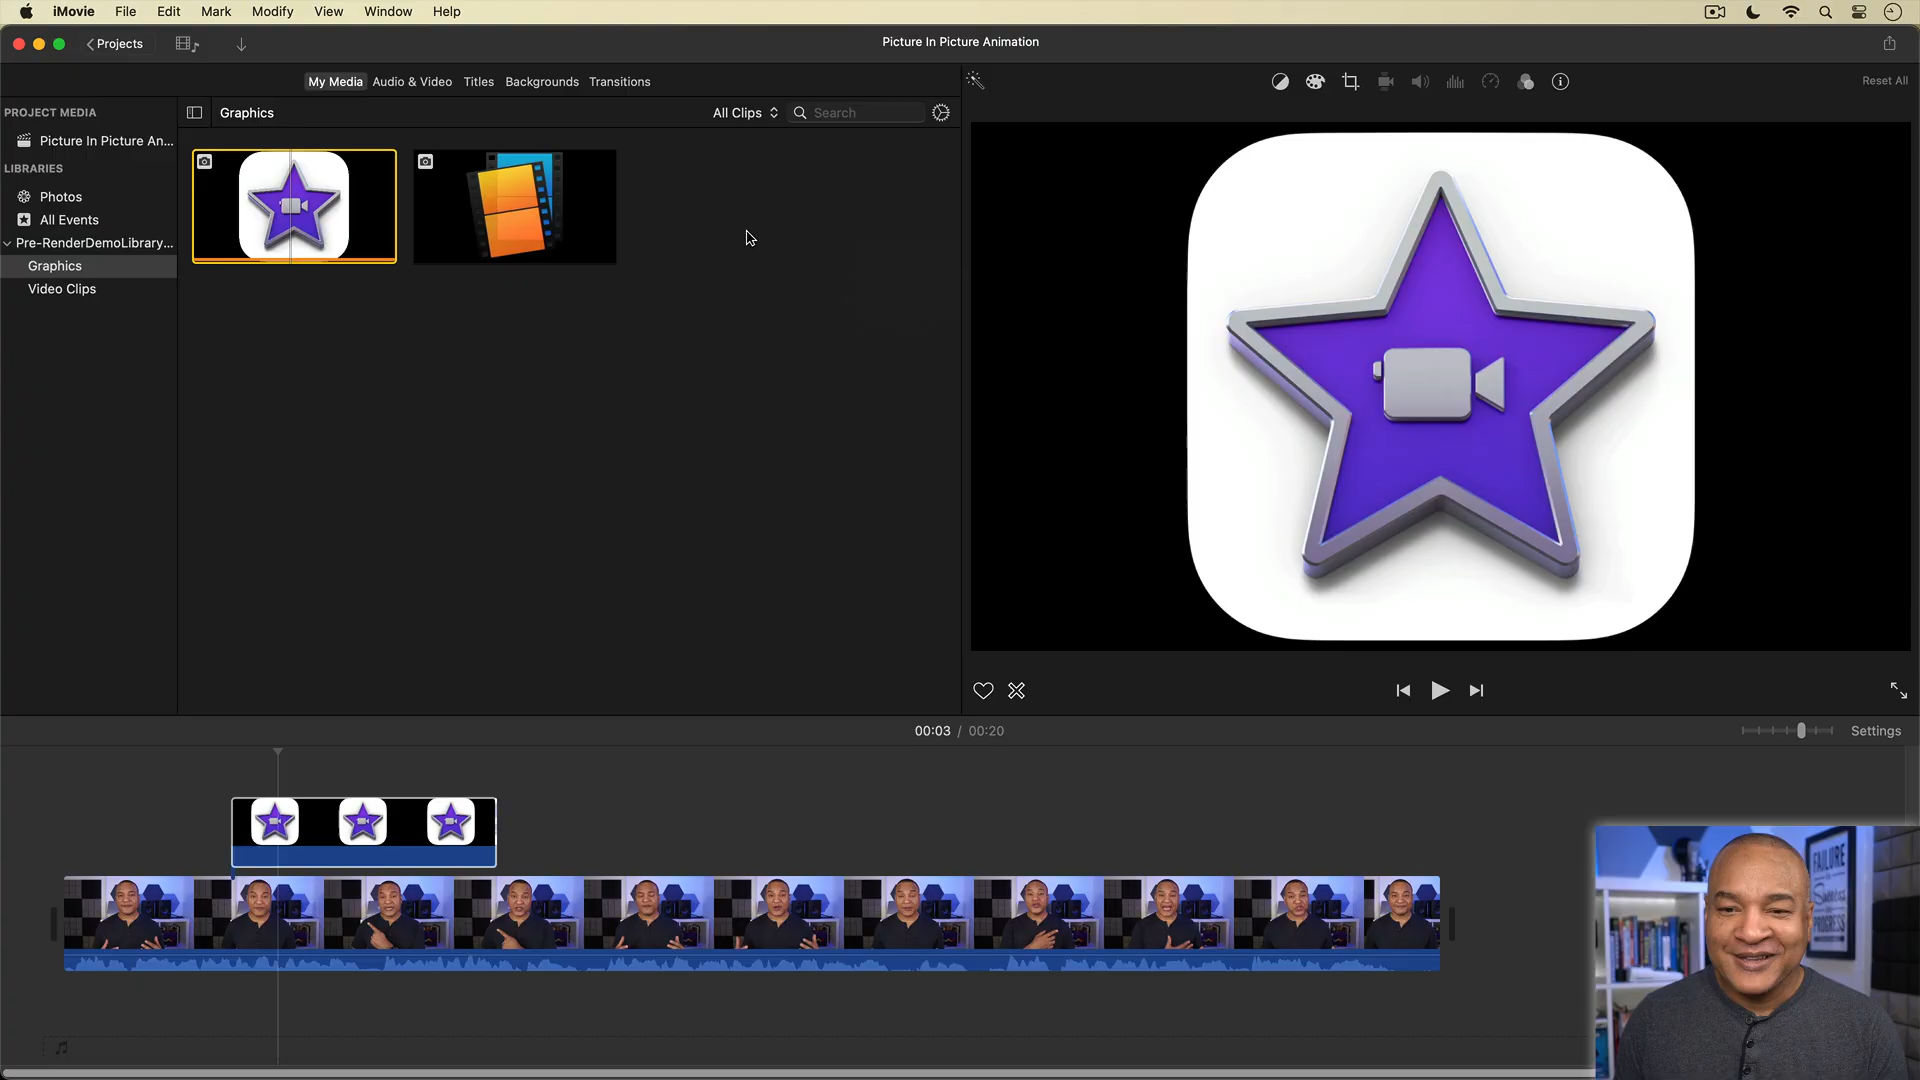 iMovie File Edit Mark Modify View Window Help
Projects
Picture In Picture Animation
My Media Audio & Video Titles Backgrounds Transitions
Reset All
PROJECT MEDIA
Graphics
All Clips
Search
Picture In Picture An...
LIBRARIES
Photos
All Events
Pre-RenderDemoLibrary...
Graphics
Video Clips
00:03 / 00:20
Settings
FAILURE
PROGRESS